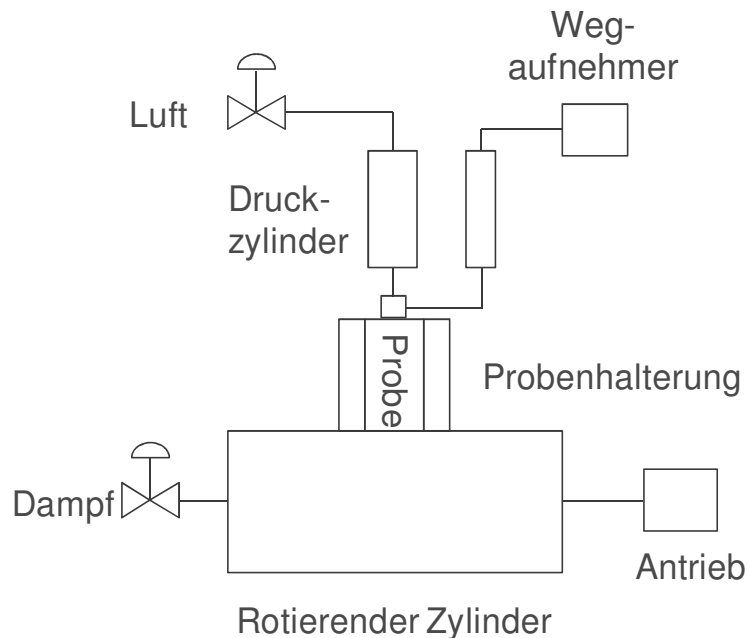 Weg-
aufnehmer
Luft
Druck-
zylinder
Probe
Probenhalterung
Dampf
Antrieb
Rotierender Zylinder